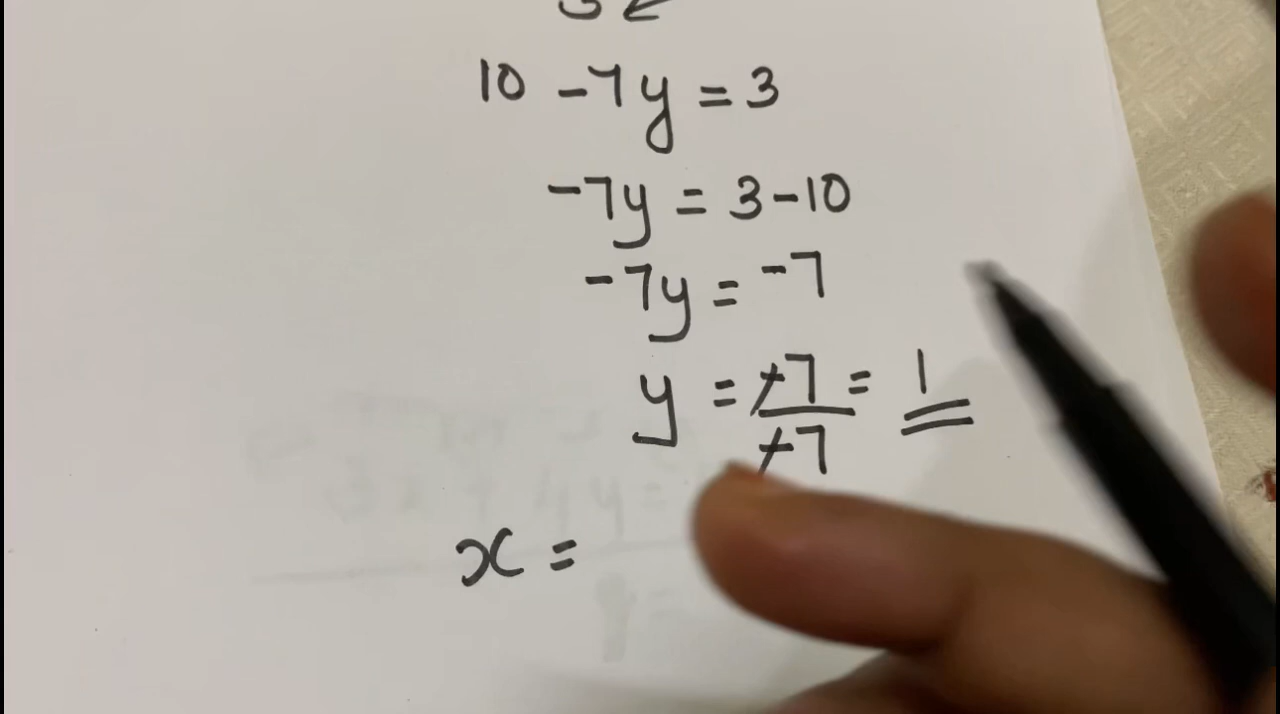 10 -7y = 3
-7y = 3-10
-7y = -7
y = -7/-7 = 1
x =